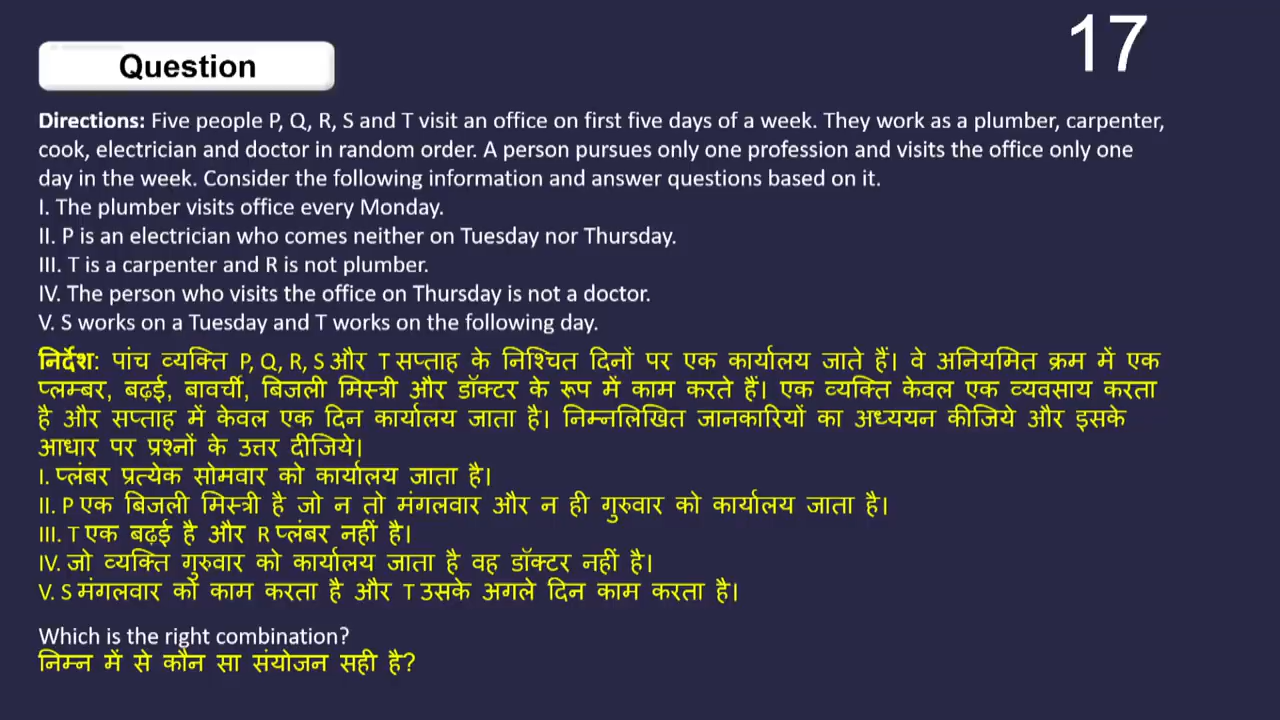 17
Question
Directions: Five people P, Q, R, S and T visit an office on first five days of a week. They work as a plumber, carpenter,
cook, electrician and doctor in random order. A person pursues only one profession and visits the office only one
day in the week. Consider the following information and answer questions based on it.
I. The plumber visits office every Monday.
II. P is an electrician who comes neither on Tuesday nor Thursday.
III. T is a carpenter and R is not plumber.
IV. The person who visits the office on Thursday is not a doctor.
V. S works on a Tuesday and T works on the following day.
निर्देश: पांच व्यक्ति P, Q, R, S और T सप्ताह के निश्चित दिनों पर एक कार्यालय जाते हैं। वे अनियमित क्रम में एक
प्लम्बर, बढ़ई, बावर्ची, बिजली मिस्त्री और डॉक्टर के रूप में काम करते हैं। एक व्यक्ति केवल एक व्यवसाय करता
है और सप्ताह में केवल एक दिन कार्यालय जाता है। निम्नलिखित जानकारियों का अध्ययन कीजिये और इसके
आधार पर प्रश्नों के उत्तर दीजिये।
I. प्लंबर प्रत्येक सोमवार को कार्यालय जाता है।
II. P एक बिजली मिस्त्री है जो न तो मंगलवार और न ही गुरुवार को कार्यालय जाता है।
III. T एक बढ़ई है और R प्लंबर नहीं है।
IV. जो व्यक्ति गुरुवार को कार्यालय जाता है वह डॉक्टर नहीं है।
V. S मंगलवार को काम करता है और T उसके अगले दिन काम करता है।
Which is the right combination?
निम्न में से कौन सा संयोजन सही है?